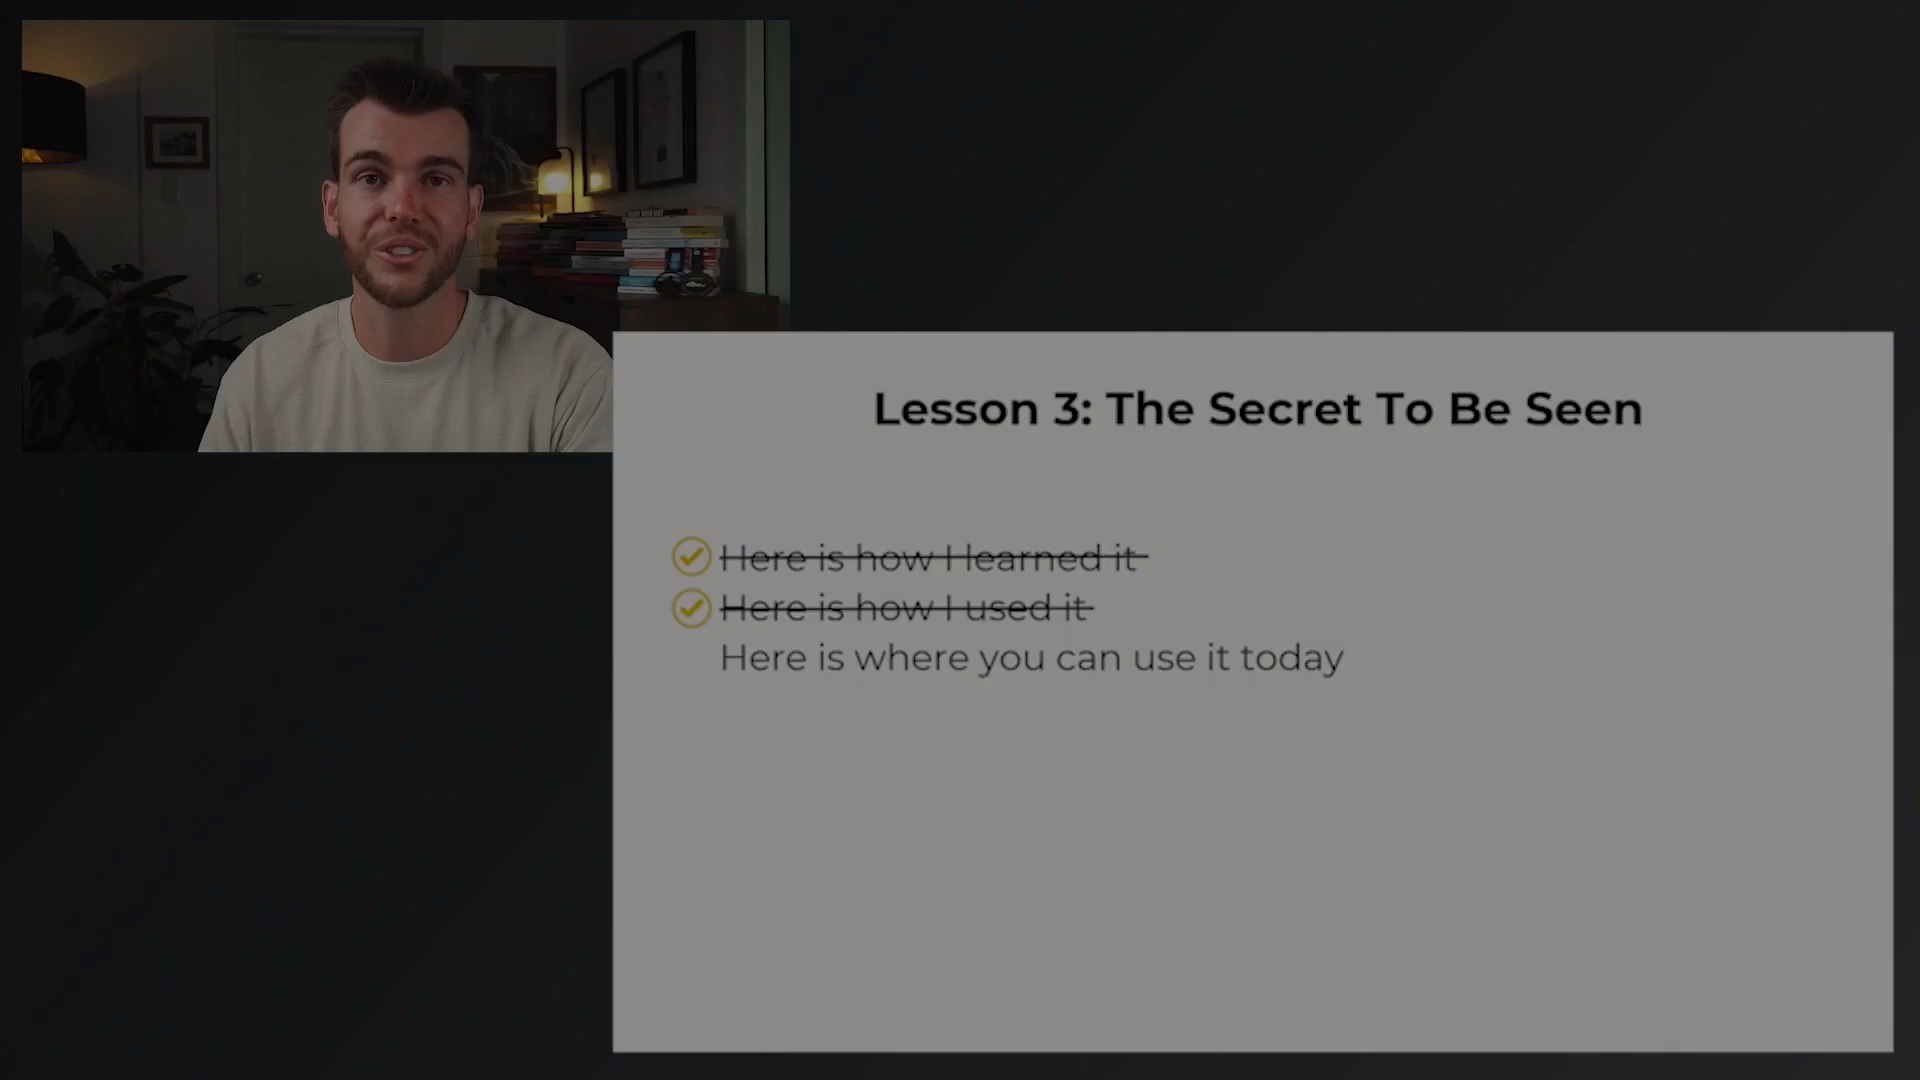 Lesson 3: The Secret To Be Seen
Here is how I learned it
Here is how I used it
Here is where you can use it today